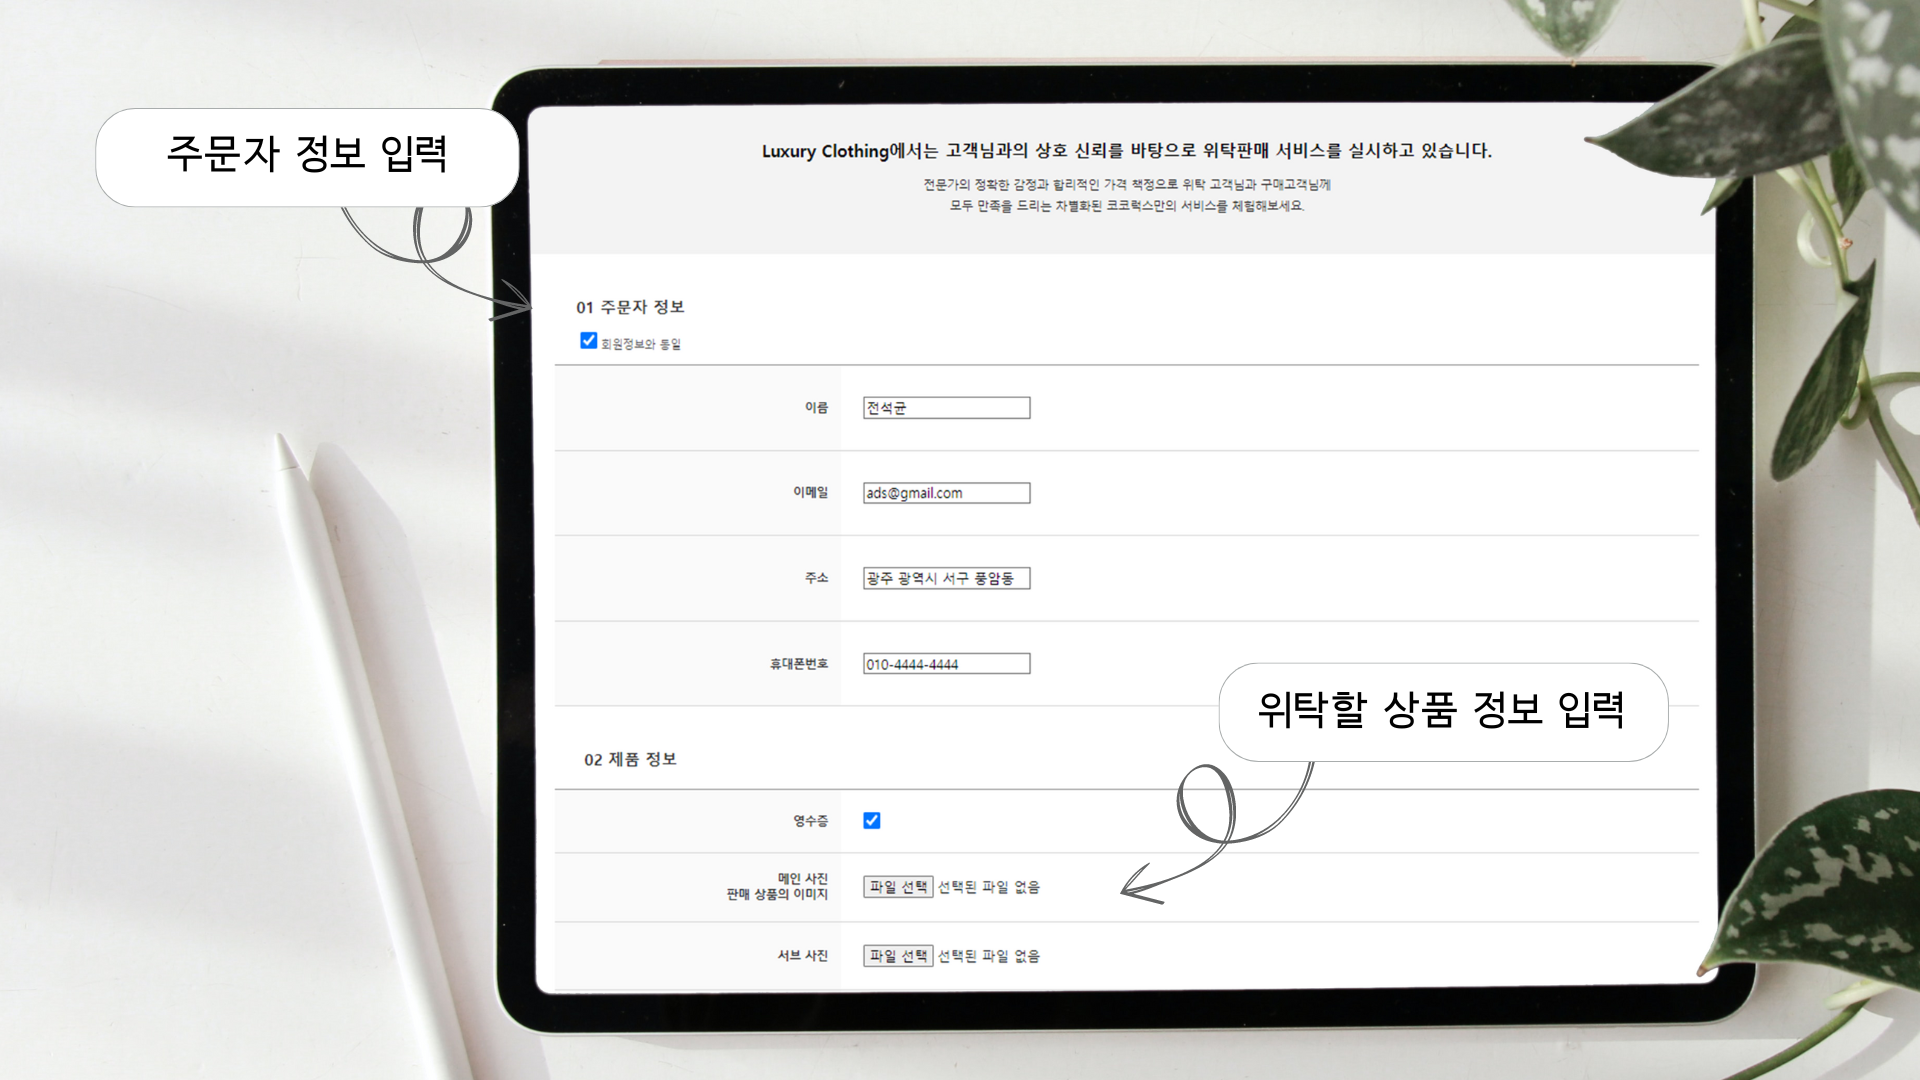 주문자 정보 입력
Luxury Clothing에서는 고객님과의 상호 신뢰를 바탕으로 위탁판매 서비스를 실시하고 있습니다.
전문가의 정확한 감정과 합리적인 가격 책정으로 위탁 고객님과 구매고객님께
모두 만족을 드리는 차별화된 코코럭스만의 서비스를 체험해보세요.
01 주문자 정보
회원정보와 동일
이름 전석균
이메일 ads@gmail.com
주소 광주 광역시 서구 풍암동
휴대폰번호 010-4444-4444
위탁할 상품 정보 입력
02 제품 정보
영수증
메인 사진
판매 상품의 이미지
파일 선택 선택된 파일 없음
서브 사진 파일 선택 선택된 파일 없음